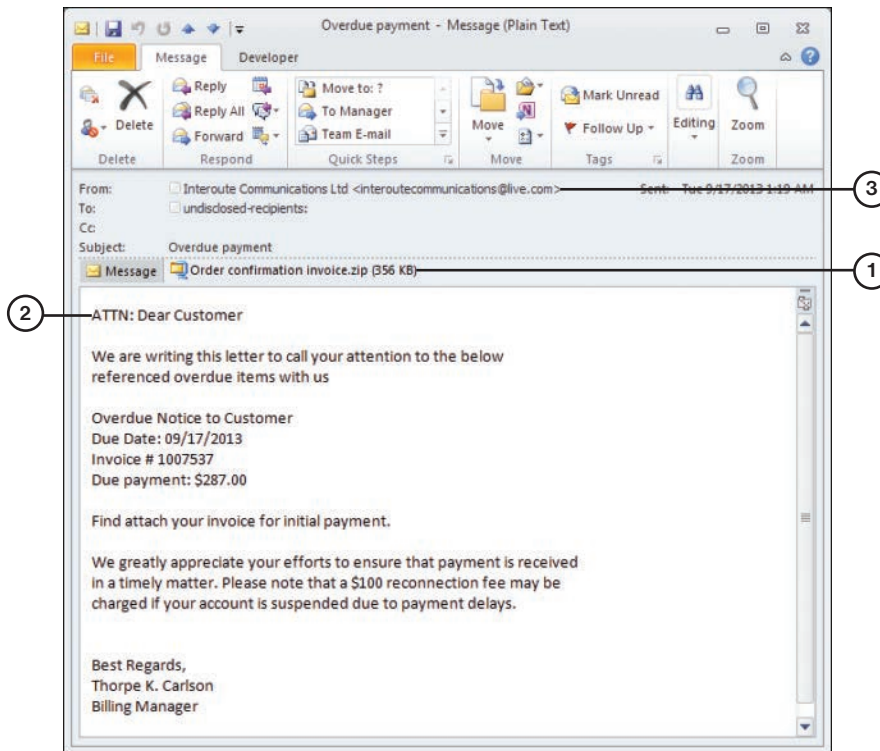 Overdue payment - Message (Plain Text)
File Message Developer
Delete
Reply
Reply All
Forward
Move to: ?
To Manager
Team E-mail
Move
Mark Unread
Follow Up
Editing
Zoom
Delete Respond Quick Steps Move Tags Zoom
From: Interoute Communications Ltd <interoutecommunications@live.com> Sent: Tue 9/17/2013 1:19 AM
3
To: undisclosed-recipients:
Cc:
Subject: Overdue payment
Message Order confirmation invoice.zip (356 KB)
1
2
ATTN: Dear Customer
We are writing this letter to call your attention to the below
referenced overdue items with us
Overdue Notice to Customer
Due Date: 09/17/2013
Invoice # 1007537
Due payment: $287.00
Find attach your invoice for initial payment.
We greatly appreciate your efforts to ensure that payment is received
in a timely matter. Please note that a $100 reconnection fee may be
charged if your account is suspended due to payment delays.
Best Regards,
Thorpe K. Carlson
Billing Manager